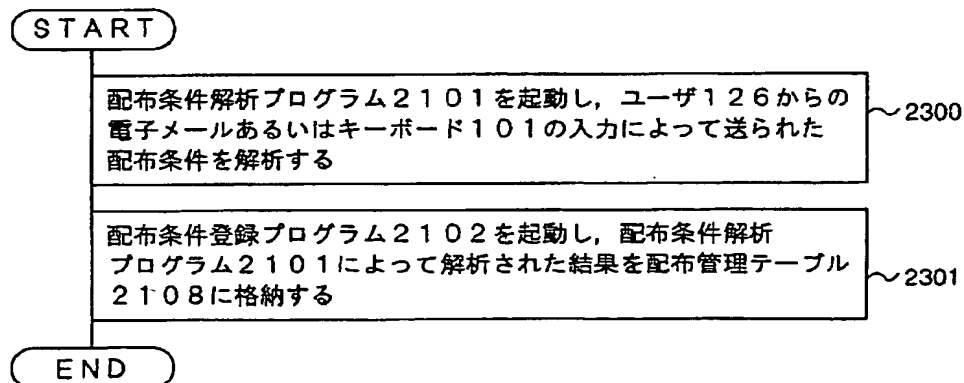 START
配布条件解析プログラム2101を起動し,ユーザ126からの
電子メールあるいはキーボード101の入力によって送られた
配布条件を解析する
2300
配布条件登録プログラム2102を起動し,配布条件解析
プログラム2101によって解析された結果を配布管理テーブル
2108に格納する
2301
END